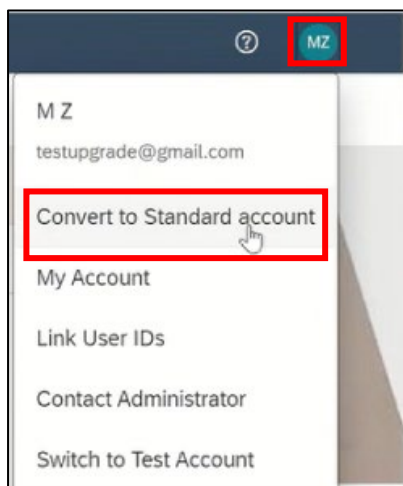 MZ
M Z
testupgrade@gmail.com
Convert to Standard account
My Account
Link User IDs
Contact Administrator
Switch to Test Account